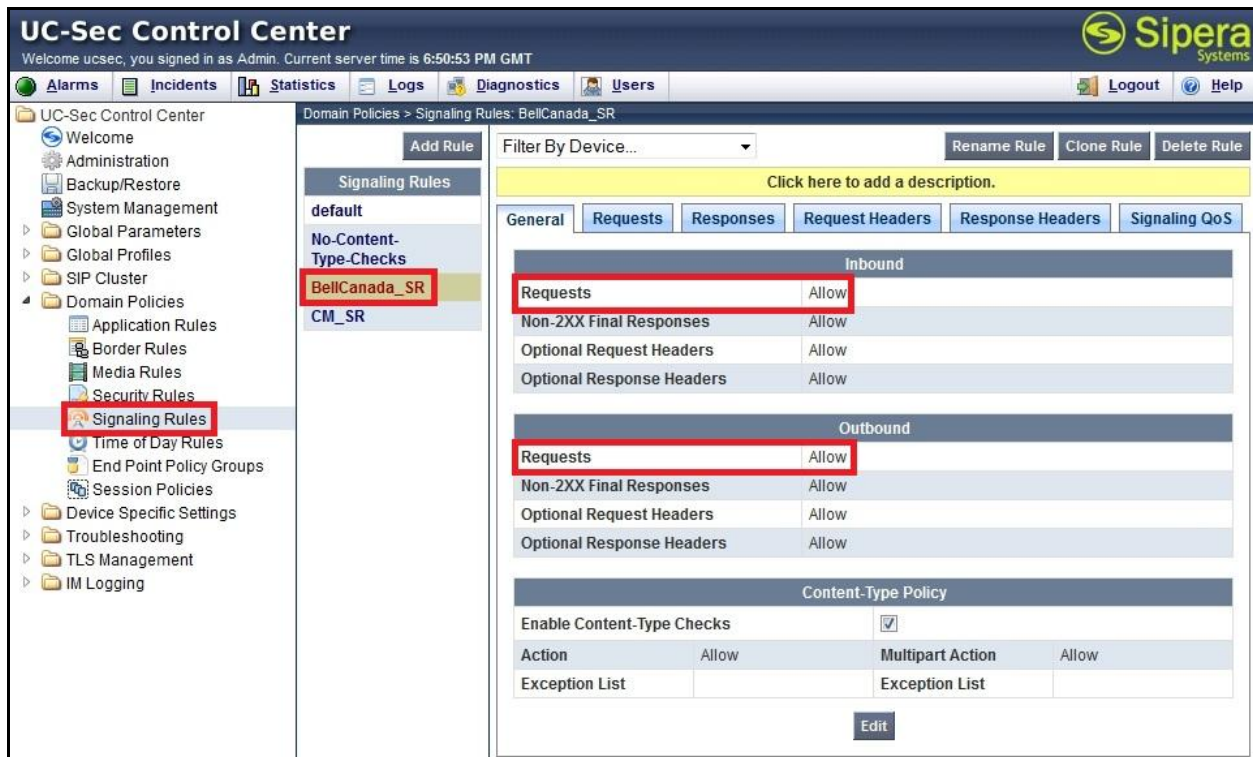 UC-Sec Control Center
Welcome ucsec, you signed in as Admin. Current server time is 6:50:53 PM GMT
Sipera
Systems
Alarms Incidents Statistics Logs Diagnostics Users Logout Help
UC-Sec Control Center
Welcome
Administration
Backup/Restore
System Management
Global Parameters
Global Profiles
SIP Cluster
Domain Policies
Application Rules
Border Rules
Media Rules
Security Rules
Signaling Rules
Time of Day Rules
End Point Policy Groups
Session Policies
Device Specific Settings
Troubleshooting
TLS Management
IM Logging
Domain Policies > Signaling Rules: BellCanada_SR
Add Rule
Signaling Rules
default
No-Content-
Type-Checks
BellCanada_SR
CM_SR
Filter By Device...
Rename Rule Clone Rule Delete Rule
Click here to add a description.
General Requests Responses Request Headers Response Headers Signaling QoS
Inbound
Requests Allow
Non-2XX Final Responses Allow
Optional Request Headers Allow
Optional Response Headers Allow
Outbound
Requests Allow
Non-2XX Final Responses Allow
Optional Request Headers Allow
Optional Response Headers Allow
Content-Type Policy
Enable Content-Type Checks
Action Allow Multipart Action Allow
Exception List Exception List
Edit